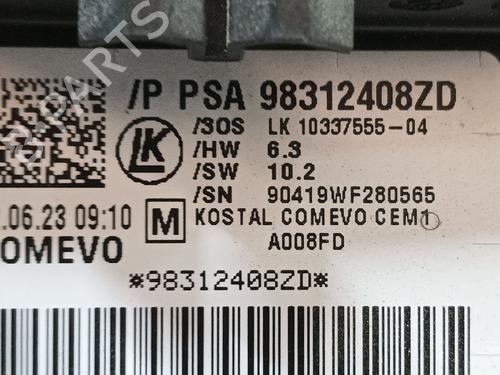 /P PSA 98312408ZD
/SOS LK 10337555-04
LK
/HW 6.3
/SW 10.2
/SN 90419WF280565
.06.23 09:10 M KOSTAL COMEVO CEM1
OMEVO A008FD
*98312408ZD*